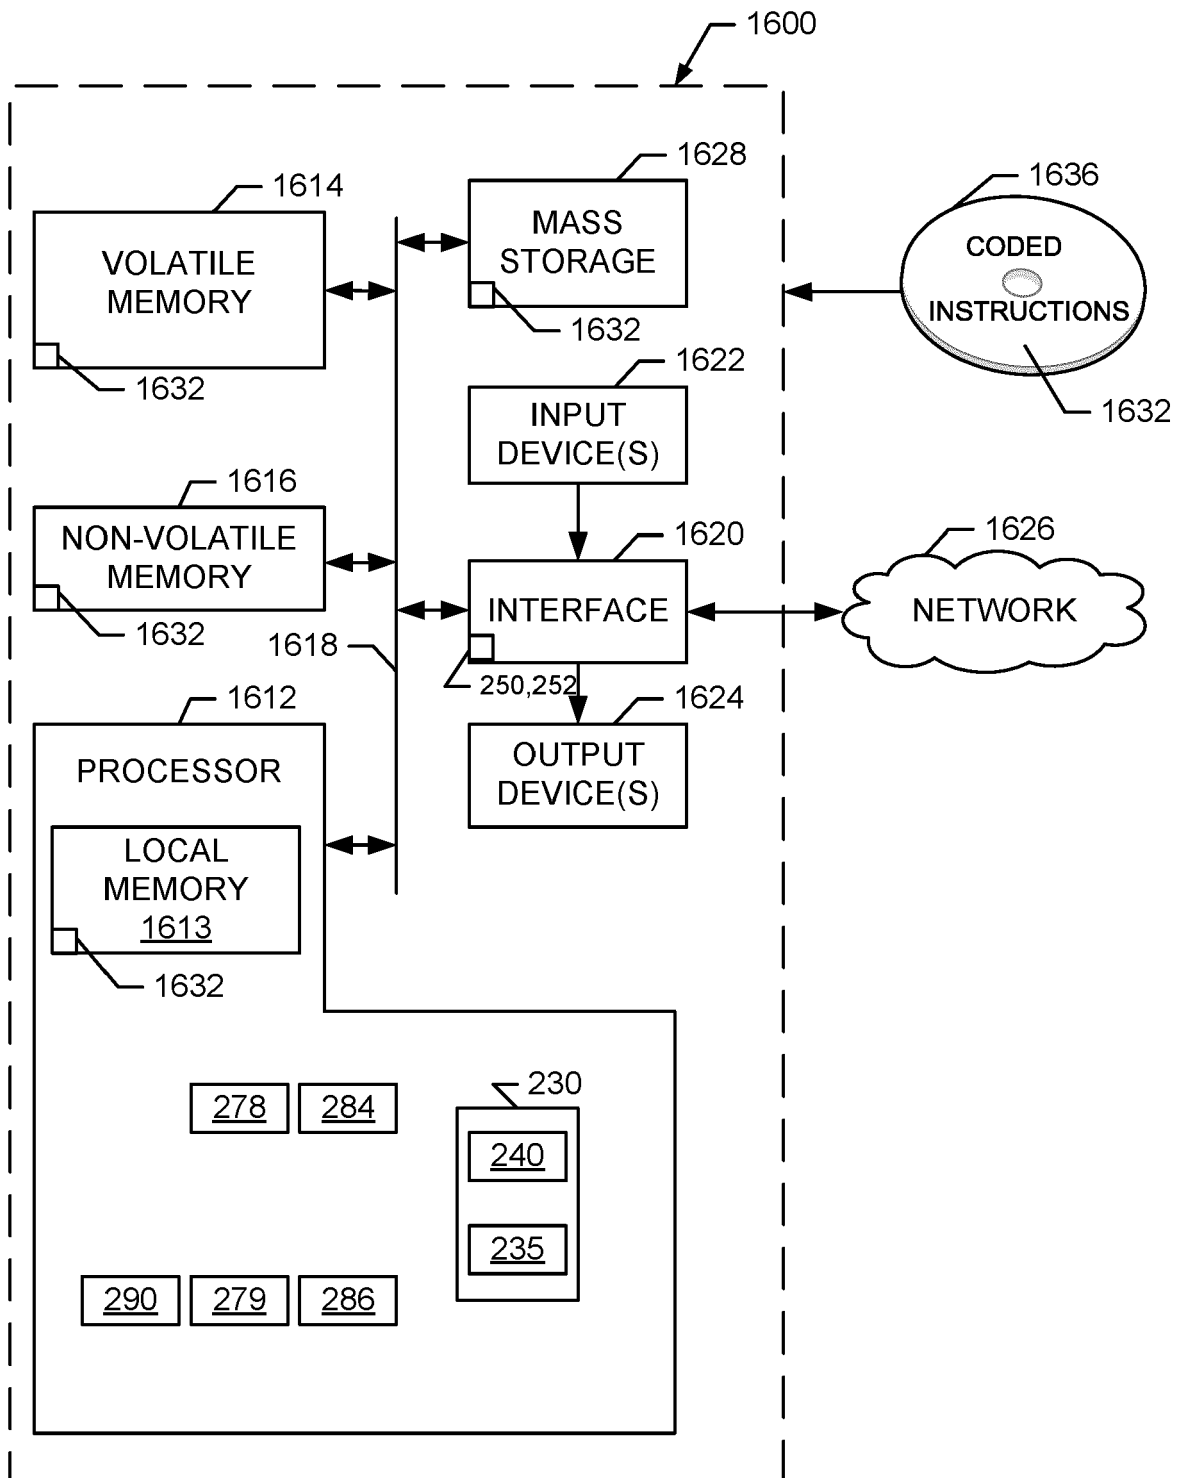 1600
1628
1614
1636
MASS
STORAGE
VOLATILE
MEMORY
CODED
INSTRUCTIONS
1632
1632
1622
1632
INPUT
DEVICE(S)
1616
1620
1626
NON-VOLATILE
MEMORY
INTERFACE
NETWORK
1632
1618
250,252
1612
1624
PROCESSOR
OUTPUT
DEVICE(S)
LOCAL
MEMORY
1613
1632
230
278
284
240
235
290
279
286